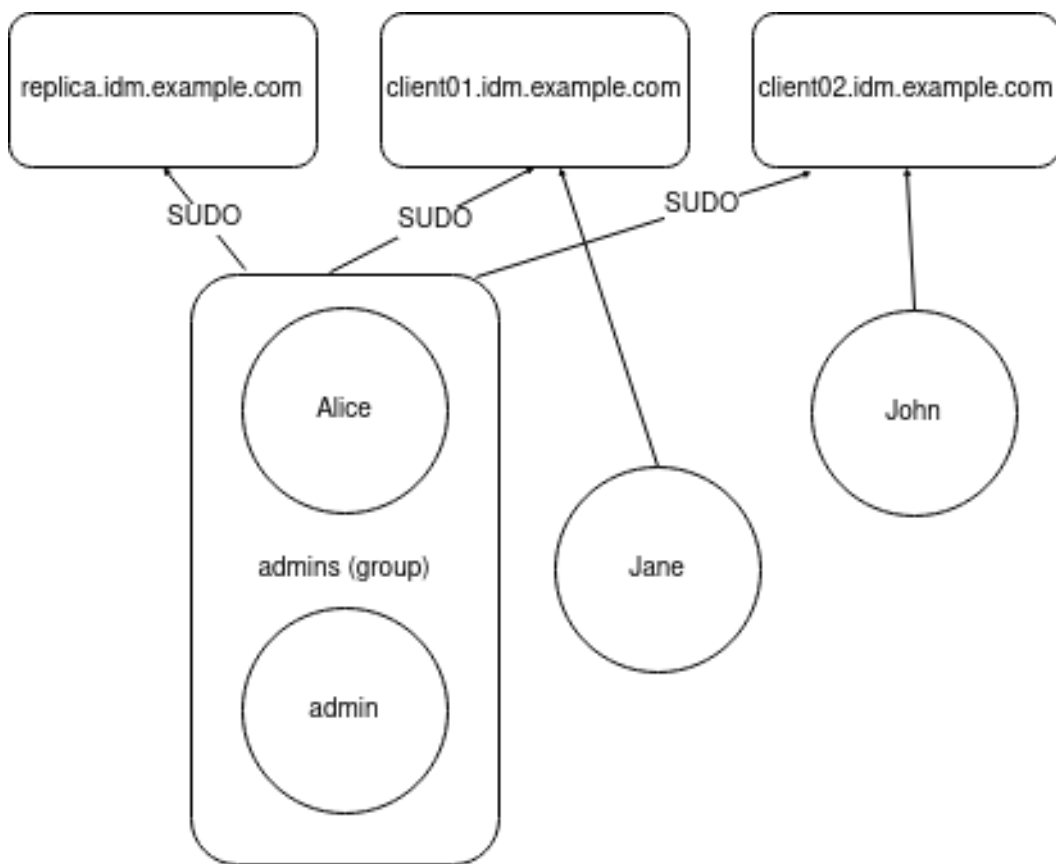 replica.idm.example.com
client01.idm.example.com
client02.idm.example.com
SUDO
SUDO
SUDO
Alice
John
admins (group)
Jane
admin